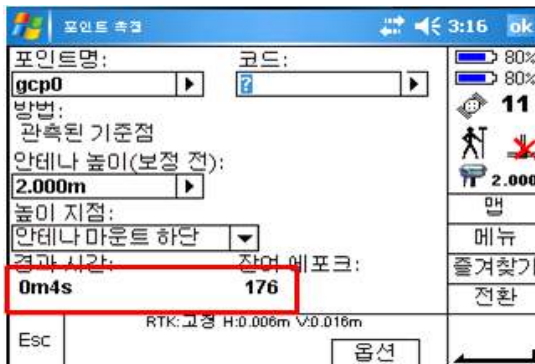 포인트 측정 3:16 ok
포인트명: 코드:
gcp0 ?
방법:
관측된 기준점
안테나 높이(보정 전):
2.000m
높이 지점:
안테나 마운트 하단
경과 시간: 잔여 에포크:
0m4s 176
RTK:고정 H:0.006m V:0.016m
Esc 옵션
80%
80%
11
2.000
맵
메뉴
즐겨찾기
전환